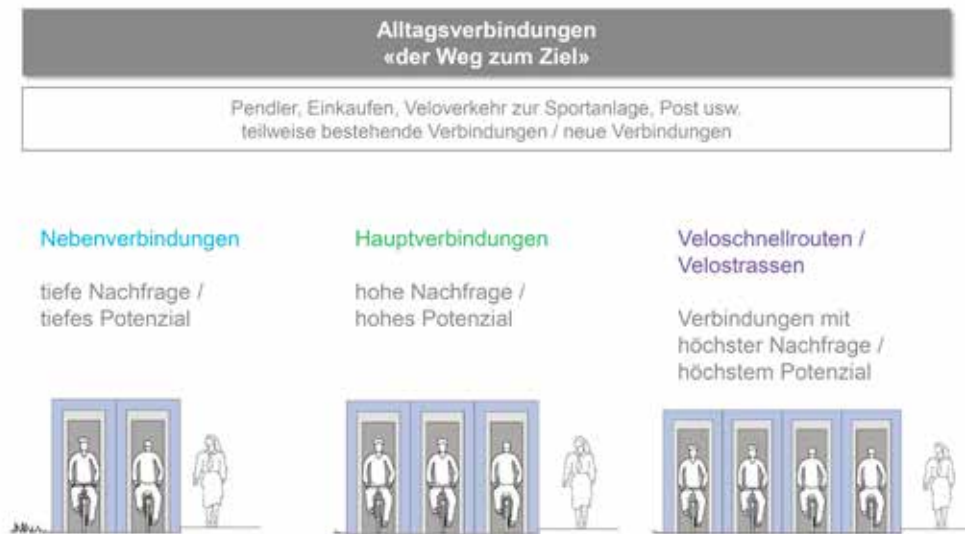 Alltagsverbindungen
«der Weg zum Ziel»
Pendler, Einkaufen, Veloverkehr zur Sportanlage, Post usw.
teilweise bestehende Verbindungen / neue Verbindungen
Nebenverbindungen
tiefe Nachfrage /
tiefes Potenzial
Hauptverbindungen
hohe Nachfrage /
hohes Potenzial
Veloschnellrouten /
Velostrassen
Verbindungen mit
höchster Nachfrage /
höchstem Potenzial